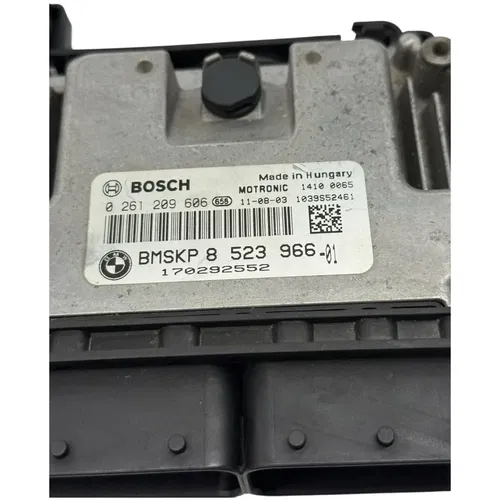 BOSCH
Made in Hungary
MOTRONIC 1410 0065
0 261 209 606 658 11-08-03 1039S52461
BMSKP 8 523 966-01
170292552